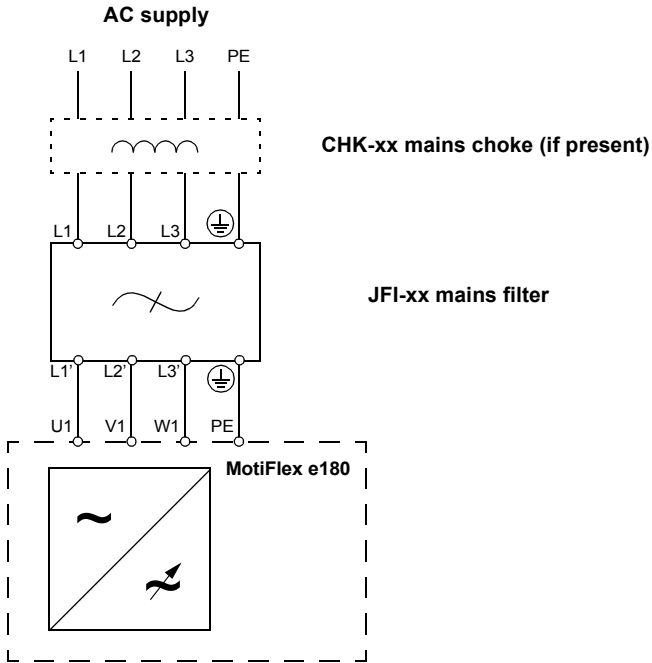 AC supply
L1 L2 L3 PE
CHK-xx mains choke (if present)
L1 L2 L3
JFI-xx mains filter
L1’ L2’ L3’
U1 V1 W1 PE
MotiFlex e180